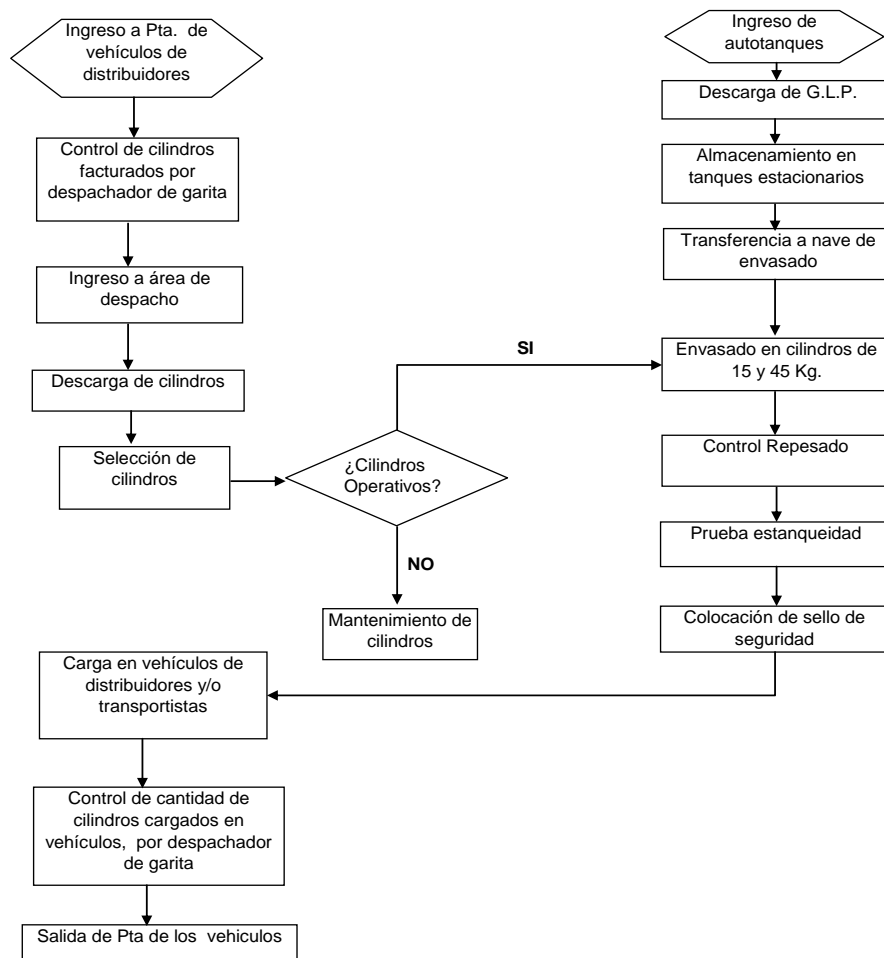 Ingreso a Pta. de
vehículos de
distribuidores
Control de cilindros
facturados por
despachador de garita
Ingreso a área de
despacho
Descarga de cilindros
Selección de
cilindros
¿Cilindros
Operativos?
SI
NO
Mantenimiento de
cilindros
Ingreso de
autotanques
Descarga de G.L.P.
Almacenamiento en
tanques estacionarios
Transferencia a nave de
envasado
Envasado en cilindros de
15 y 45 Kg.
Control Repesado
Prueba estanqueidad
Colocación de sello de
seguridad
Carga en vehículos de
distribuidores y/o
transportistas
Control de cantidad de
cilindros cargados en
vehículos, por despachador
de garita
Salida de Pta de los vehiculos